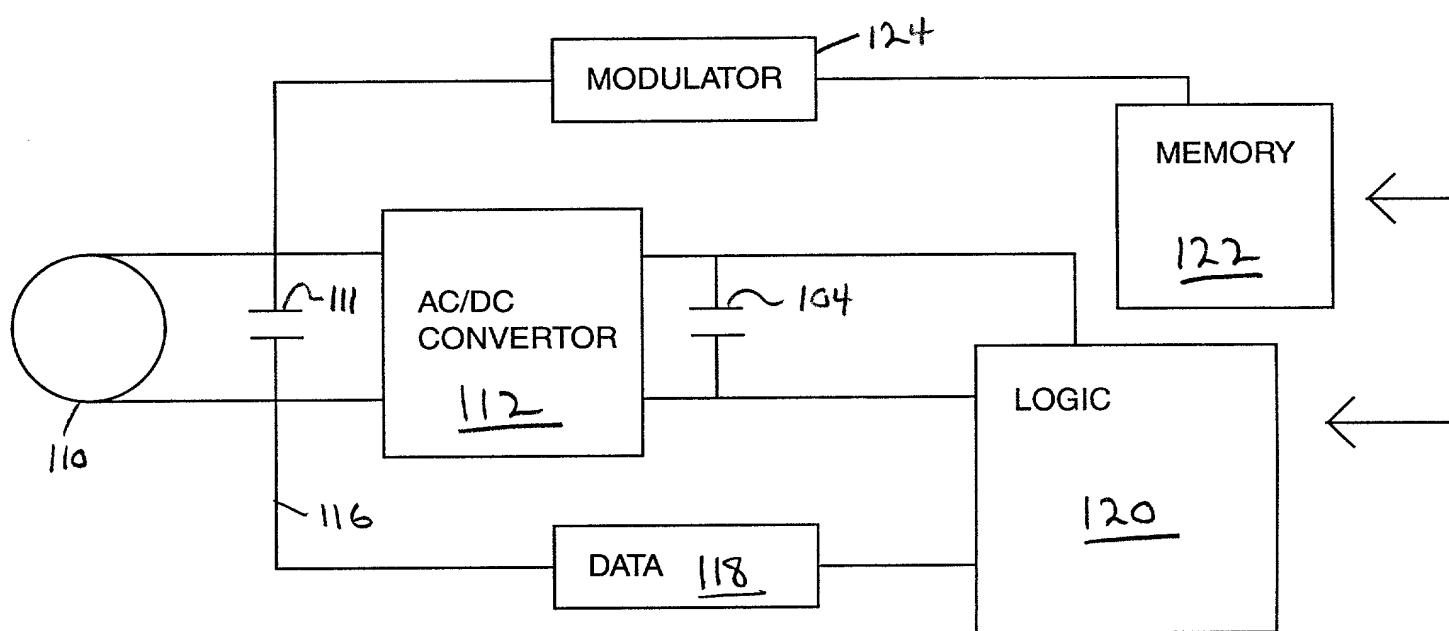 124
MODULATOR
MEMORY
122
111
AC/DC
CONVERTOR
112
104
110
LOGIC
120
116
DATA 118